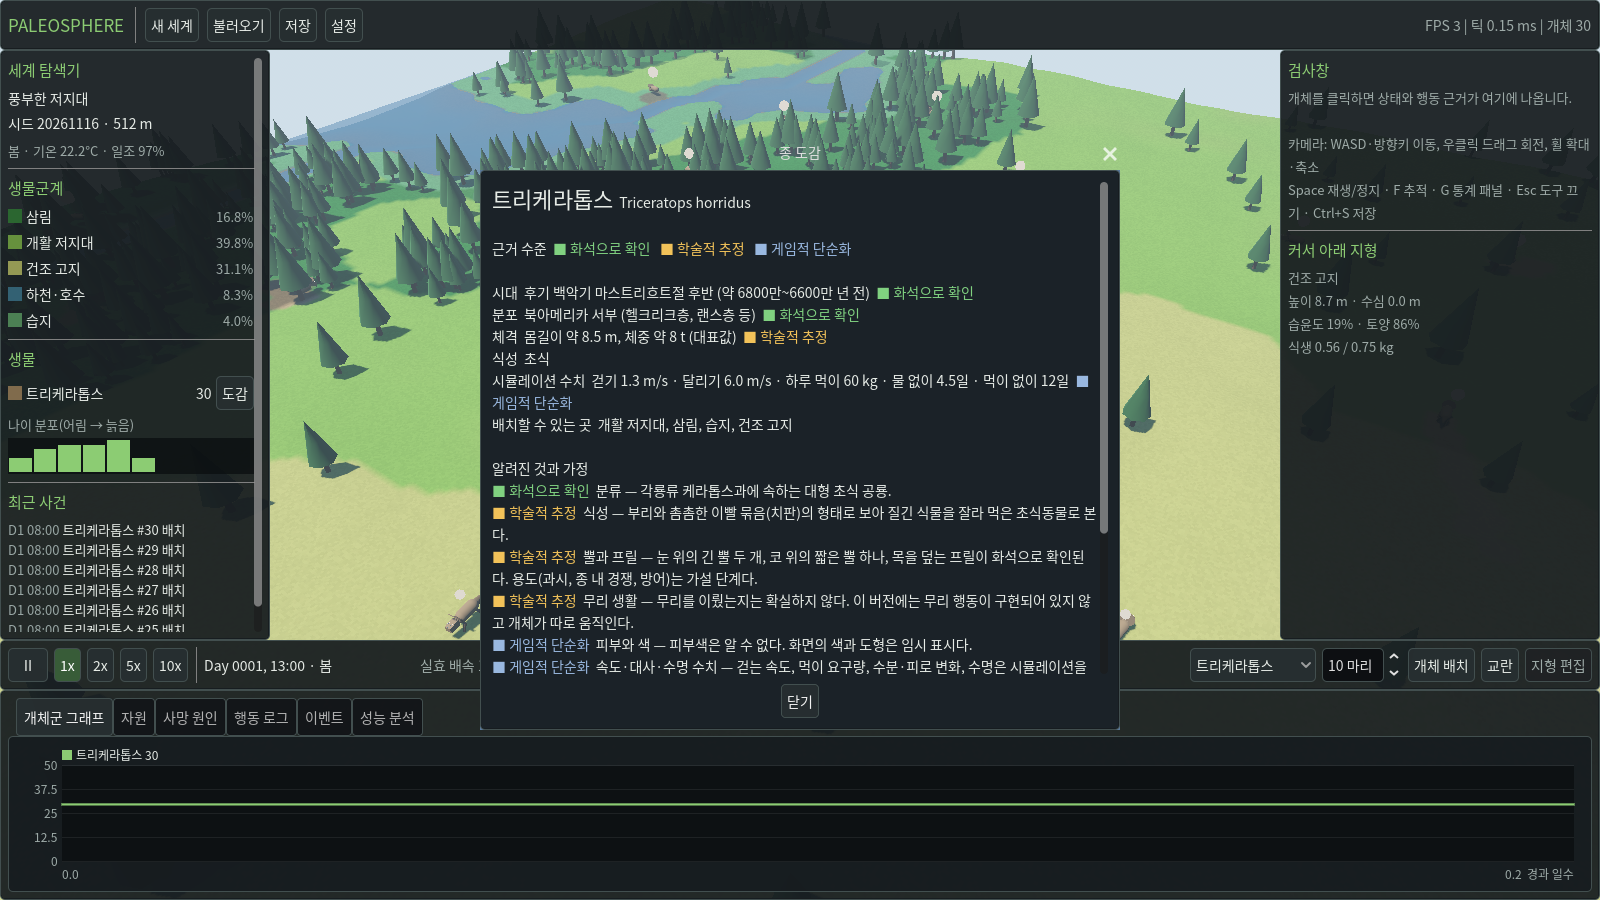 PALEOSPHERE 새 세계 불러오기 저장 설정
FPS 3 | 틱 0.15 ms | 개체 30
세계 탐색기
풍부한 저지대
시드 20261116 · 512 m
봄 · 기온 22.2°C · 일조 97%
생물군계
삼림 16.8%
개활 저지대 39.8%
건조 고지 31.1%
하천·호수 8.3%
습지 4.0%
생물
트리케라톱스 30 도감
나이 분포(어림 → 늙음)
최근 사건
D1 08:00 트리케라톱스 #30 배치
D1 08:00 트리케라톱스 #29 배치
D1 08:00 트리케라톱스 #28 배치
D1 08:00 트리케라톱스 #27 배치
D1 08:00 트리케라톱스 #26 배치
D1 08:00 트리케라톱스 #25 배치
종 도감
트리케라톱스 Triceratops horridus
근거 수준 ■ 화석으로 확인 ■ 학술적 추정 ■ 게임적 단순화
시대 후기 백악기 마스트리흐트절 후반 (약 6800만~6600만 년 전) ■ 화석으로 확인
분포 북아메리카 서부 (헬크리크층, 랜스층 등) ■ 화석으로 확인
체격 몸길이 약 8.5 m, 체중 약 8 t (대표값) ■ 학술적 추정
식성 초식
시뮬레이션 수치 걷기 1.3 m/s · 달리기 6.0 m/s · 하루 먹이 60 kg · 물 없이 4.5일 · 먹이 없이 12일 ■
게임적 단순화
배치할 수 있는 곳 개활 저지대, 삼림, 습지, 건조 고지
알려진 것과 가정
■ 화석으로 확인 분류 — 각룡류 케라톱스과에 속하는 대형 초식 공룡.
■ 학술적 추정 식성 — 부리와 촘촘한 이빨 묶음(치판)의 형태로 보아 질긴 식물을 잘라 먹은 초식동물로 본
다.
■ 학술적 추정 뿔과 프릴 — 눈 위의 긴 뿔 두 개, 코 위의 짧은 뿔 하나, 목을 덮는 프릴이 화석으로 확인된
다. 용도(과시, 종 내 경쟁, 방어)는 가설 단계다.
■ 학술적 추정 무리 생활 — 무리를 이뤘는지는 확실하지 않다. 이 버전에는 무리 행동이 구현되어 있지 않
고 개체가 따로 움직인다.
■ 게임적 단순화 피부와 색 — 피부색은 알 수 없다. 화면의 색과 도형은 임시 표시다.
■ 게임적 단순화 속도·대사·수명 수치 — 걷는 속도, 먹이 요구량, 수분·피로 변화, 수명은 시뮬레이션을
닫기
검사창
개체를 클릭하면 상태와 행동 근거가 여기에 나옵니다.
카메라: WASD·방향키 이동, 우클릭 드래그 회전, 휠 확대
·축소
Space 재생/정지 · F 추적 · G 통계 패널 · Esc 도구 끄
기 · Ctrl+S 저장
커서 아래 지형
건조 고지
높이 8.7 m · 수심 0.0 m
습윤도 19% · 토양 86%
식생 0.56 / 0.75 kg
1x 2x 5x 10x Day 0001, 13:00 · 봄 실효 배속
트리케라톱스 10 마리 개체 배치 교란 지형 편집
개체군 그래프 자원 사망 원인 행동 로그 이벤트 성능 분석
트리케라톱스 30
50
37.5
25
12.5
0
0.0 0.2 경과 일수